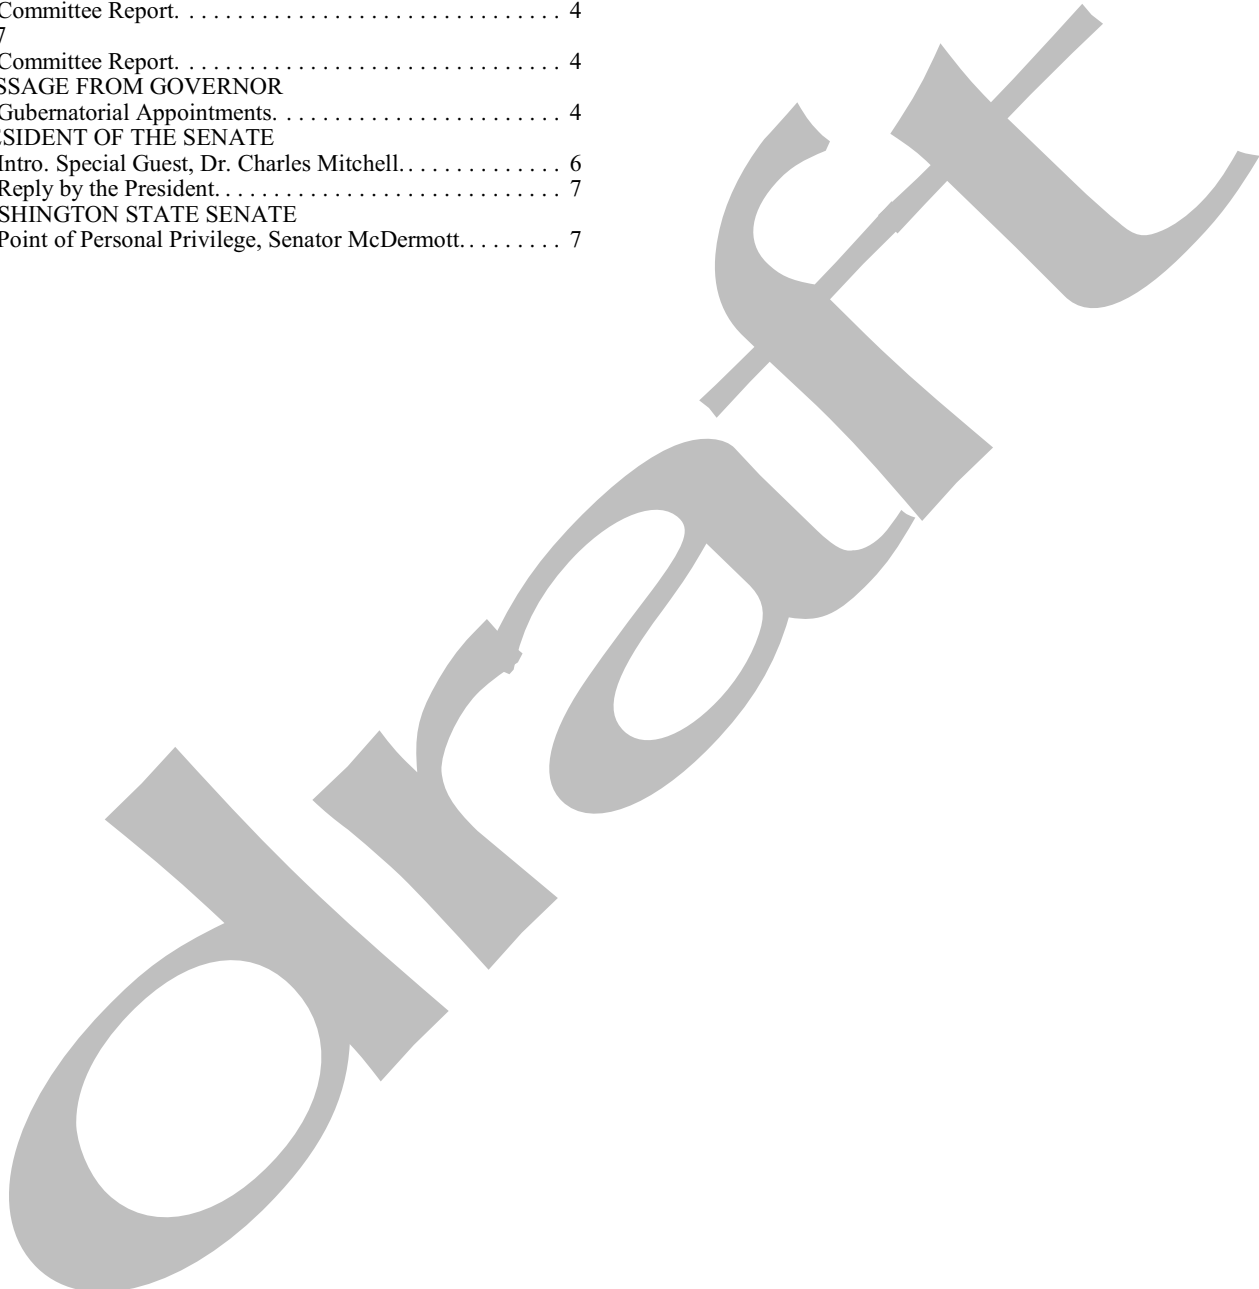 Committee Report. . . . . . . . . . . . . . . . . . . . . . . . . . . . . . . . 4
7
Committee Report. . . . . . . . . . . . . . . . . . . . . . . . . . . . . . . . 4
SSAGE FROM GOVERNOR
Gubernatorial Appointments. . . . . . . . . . . . . . . . . . . . . . . . 4
ESIDENT OF THE SENATE
Intro. Special Guest, Dr. Charles Mitchell. . . . . . . . . . . . . . 6
Reply by the President. . . . . . . . . . . . . . . . . . . . . . . . . . . . . 7
SHINGTON STATE SENATE
Point of Personal Privilege, Senator McDermott. . . . . . . . . 7
draft